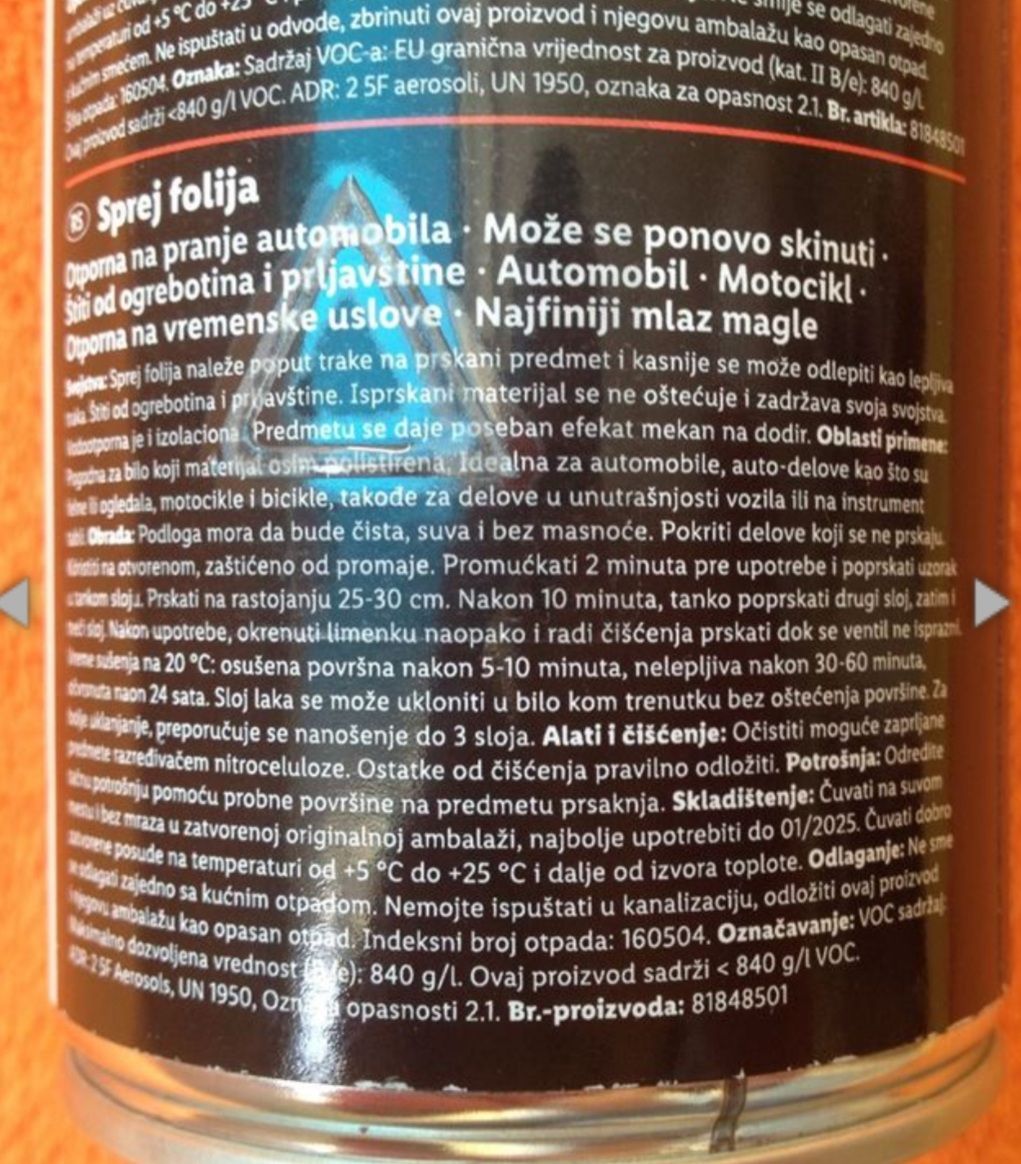 temperaturi od +5 °C do +25 °C
smije se odlagati zajedno
kućnim smećem. Ne ispuštati u odvode, zbrinuti ovaj proizvod i njegovu ambalažu kao opasan otpad.
otpada: 160504. Oznaka: Sadržaj VOC-a: EU granična vrijednost za proizvod (kat. II B/e): 840 g/l.
Ovaj proizvod sadrži <840 g/l VOC. ADR: 2 5F aerosoli, UN 1950, oznaka za opasnost 2.1. Br. artikla: 81848501
RS Sprej folija
Otporna na pranje automobila · Može se ponovo skinuti ·
Štiti od ogrebotina i prljavštine · Automobil · Motocikl ·
Otporna na vremenske uslove · Najfiniji mlaz magle
Svojstva: Sprej folija naleže poput trake na prskani predmet i kasnije se može odlepiti kao lepljiva
traka. Štiti od ogrebotina i prljavštine. Isprskani materijal se ne oštećuje i zadržava svoja svojstva.
Vodootporna je i izolaciona. Predmetu se daje poseban efekat mekan na dodir. Oblasti primene:
Pogodna za bilo koji materijal osim polistirena. Idealna za automobile, auto-delove kao što su
felne ili ogledala, motocikle i bicikle, takođe za delove u unutrašnjosti vozila ili na instrument
tabli. Obrada: Podloga mora da bude čista, suva i bez masnoće. Pokriti delove koji se ne prskaju.
Koristiti na otvorenom, zaštićeno od promaje. Promućkati 2 minuta pre upotrebe i poprskati uzorak
u tankom sloju. Prskati na rastojanju 25-30 cm. Nakon 10 minuta, tanko poprskati drugi sloj, zatim i
treći sloj. Nakon upotrebe, okrenuti limenku naopako i radi čišćenja prskati dok se ventil ne isprazni.
Vreme sušenja na 20 °C: osušena površna nakon 5-10 minuta, nelepljiva nakon 30-60 minuta,
očvrsnuta naon 24 sata. Sloj laka se može ukloniti u bilo kom trenutku bez oštećenja površine. Za
bolje uklanjanje, preporučuje se nanošenje do 3 sloja. Alati i čišćenje: Očistiti moguće zaprljane
predmete razređivačem nitroceluloze. Ostatke od čišćenja pravilno odložiti. Potrošnja: Odredite
tačnu potrošnju pomoću probne površine na predmetu prsaknja. Skladištenje: Čuvati na suvom
mestu i bez mraza u zatvorenoj originalnoj ambalaži, najbolje upotrebiti do 01/2025. Čuvati dobro
zatvorene posude na temperaturi od +5 °C do +25 °C i dalje od izvora toplote. Odlaganje: Ne sme
se odlagati zajedno sa kućnim otpadom. Nemojte ispuštati u kanalizaciju, odložiti ovaj proizvod
i njegovu ambalažu kao opasan otpad. Indeksni broj otpada: 160504. Označavanje: VOC sadržaj:
Maksimalno dozvoljena vrednost (B/e): 840 g/l. Ovaj proizvod sadrži < 840 g/l VOC.
ADR: 2 5F Aerosols, UN 1950, Oznaka opasnosti 2.1. Br.-proizvoda: 81848501